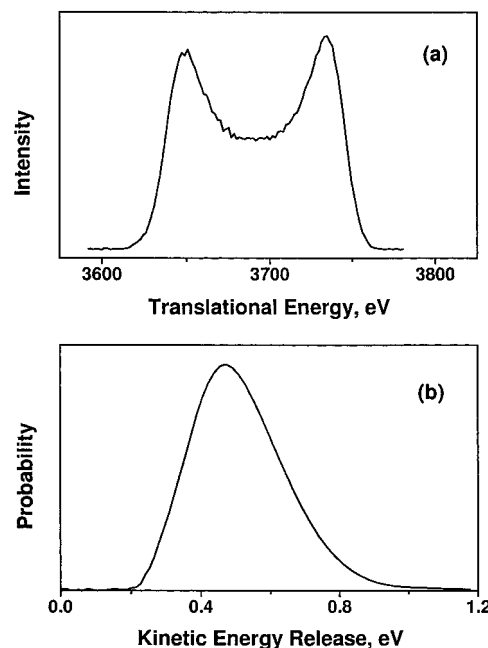 (a)
Intensity
3600 3700 3800
Translational Energy, eV
(b)
Probability
0.0 0.4 0.8 1.2
Kinetic Energy Release, eV